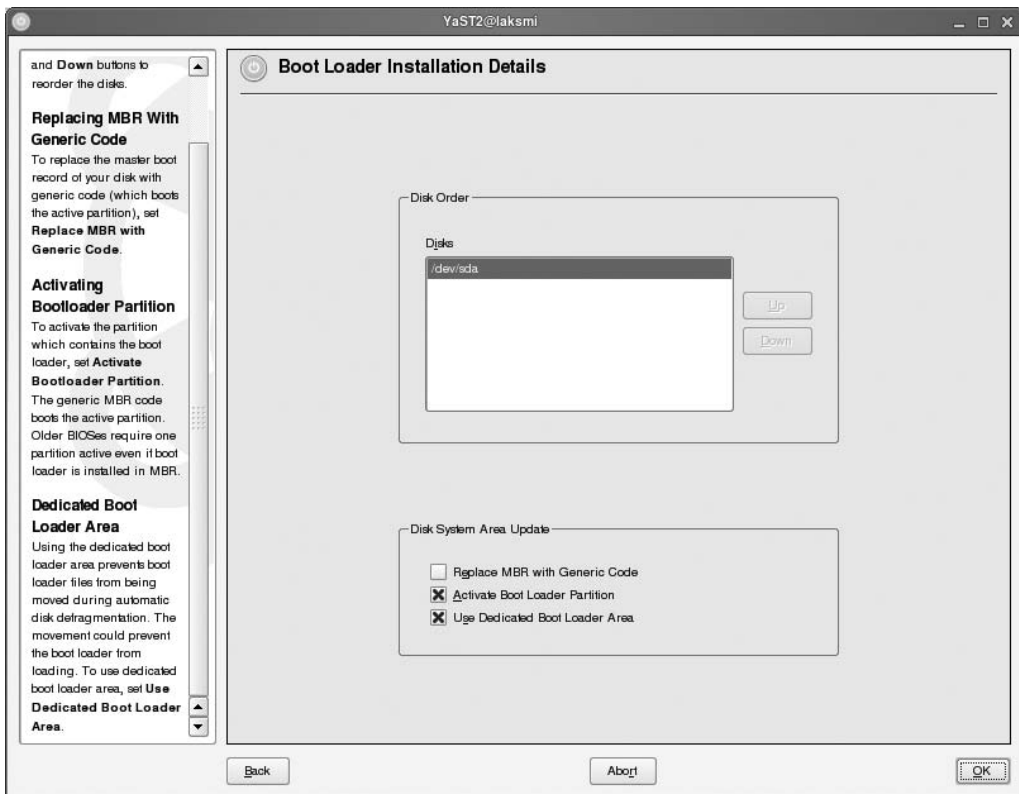 YaST2@laksmi
and Down buttons to
reorder the disks.
Replacing MBR With
Generic Code
To replace the master boot
record of your disk with
generic code (which boots
the active partition), set
Replace MBR with
Generic Code.
Activating
Bootloader Partition
To activate the partition
which contains the boot
loader, set Activate
Bootloader Partition.
The generic MBR code
boots the active partition.
Older BIOSes require one
partition active even if boot
loader is installed in MBR.
Dedicated Boot
Loader Area
Using the dedicated boot
loader area prevents boot
loader files from being
moved during automatic
disk defragmentation. The
movement could prevent
the boot loader from
loading. To use dedicated
boot loader area, set Use
Dedicated Boot Loader
Area.
Boot Loader Installation Details
Disk Order
Disks
/dev/sda
Up
Down
Disk System Area Update
Replace MBR with Generic Code
Activate Boot Loader Partition
Use Dedicated Boot Loader Area
Back
Abort
OK